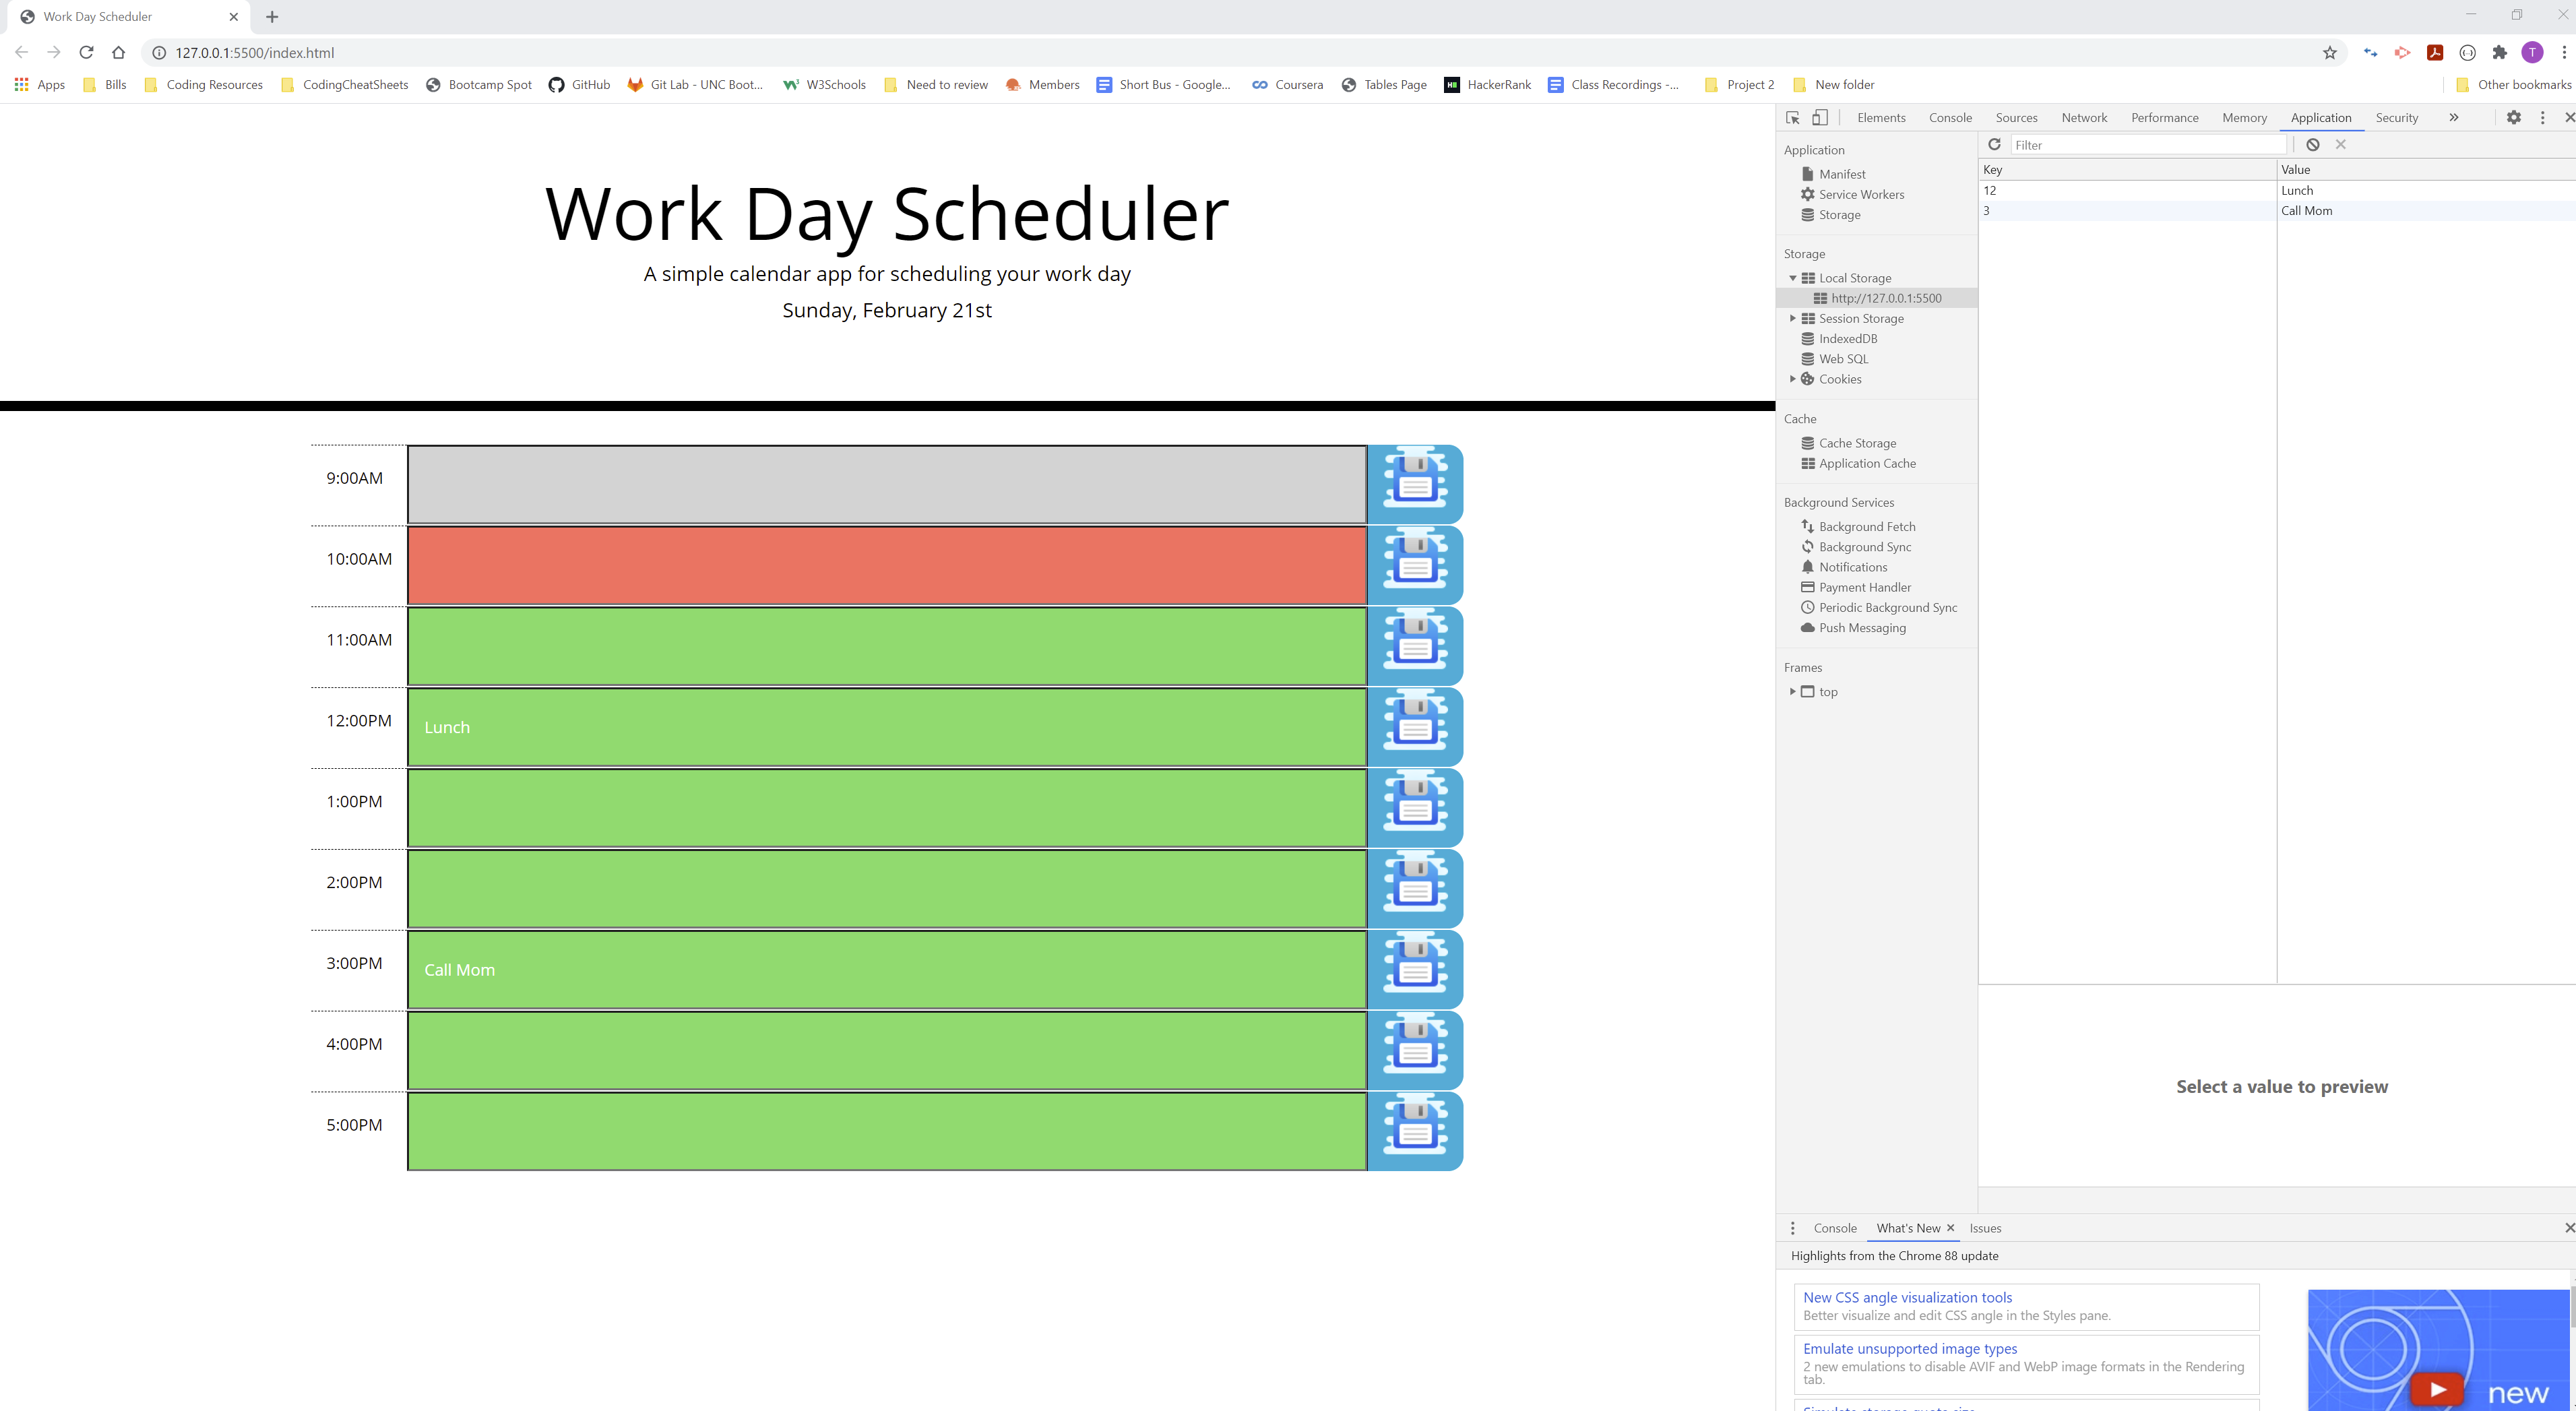 Work Day Scheduler
127.0.0.1:5500/index.html
T
Apps Bills Coding Resources CodingCheatSheets Bootcamp Spot GitHub Git Lab - UNC Boot... W3Schools Need to review Members Short Bus - Google... Coursera Tables Page HackerRank Class Recordings -... Project 2 New folder Other bookmarks
Work Day Scheduler
A simple calendar app for scheduling your work day
Sunday, February 21st
9:00AM
10:00AM
11:00AM
12:00PM Lunch
1:00PM
2:00PM
3:00PM Call Mom
4:00PM
5:00PM
Elements Console Sources Network Performance Memory Application Security
Application
Manifest
Service Workers
Storage
Storage
Local Storage
http://127.0.0.1:5500
Session Storage
IndexedDB
Web SQL
Cookies
Cache
Cache Storage
Application Cache
Background Services
Background Fetch
Background Sync
Notifications
Payment Handler
Periodic Background Sync
Push Messaging
Frames
top
Filter
Key Value
12 Lunch
3 Call Mom
Select a value to preview
Console What's New Issues
Highlights from the Chrome 88 update
New CSS angle visualization tools
Better visualize and edit CSS angle in the Styles pane.
Emulate unsupported image types
2 new emulations to disable AVIF and WebP image formats in the Rendering
tab.
new